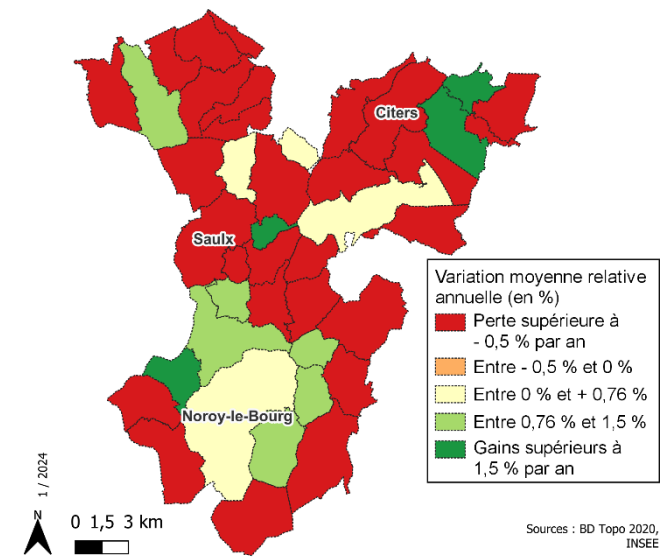 Citers
Saulx
Noroy-le-Bourg
Variation moyenne relative
annuelle (en %)
Perte supérieure à
- 0,5 % par an
Entre - 0,5 % et 0 %
Entre 0 % et + 0,76 %
Entre 0,76 % et 1,5 %
Gains supérieurs à
1,5 % par an
1 / 2024
N
0 1,5 3 km
Sources : BD Topo 2020,
INSEE